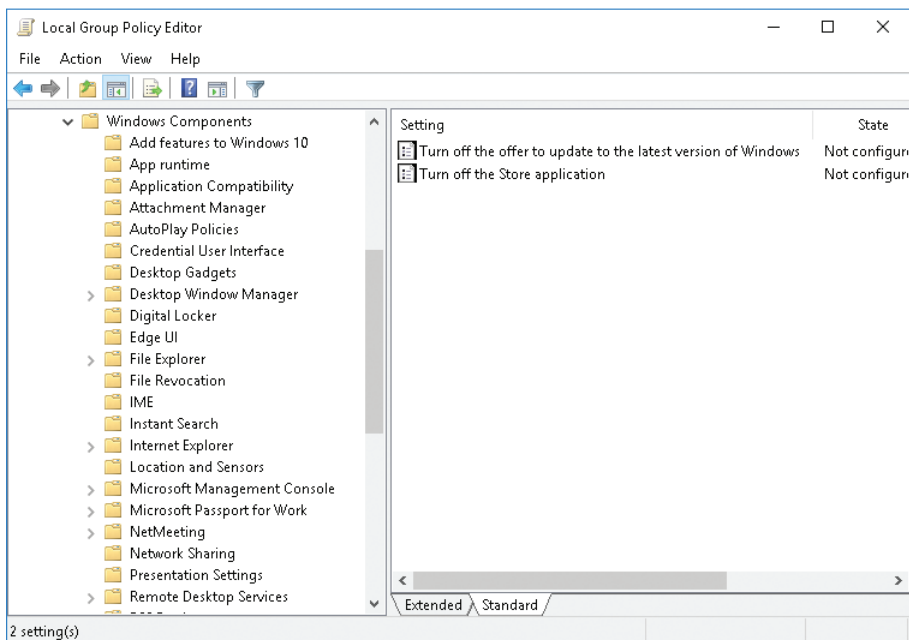 Local Group Policy Editor
File Action View Help
Windows Components
Add features to Windows 10
App runtime
Application Compatibility
Attachment Manager
AutoPlay Policies
Credential User Interface
Desktop Gadgets
Desktop Window Manager
Digital Locker
Edge UI
File Explorer
File Revocation
IME
Instant Search
Internet Explorer
Location and Sensors
Microsoft Management Console
Microsoft Passport for Work
NetMeeting
Network Sharing
Presentation Settings
Remote Desktop Services
Setting State
Turn off the offer to update to the latest version of Windows Not configure
Turn off the Store application Not configure
Extended Standard
2 setting(s)